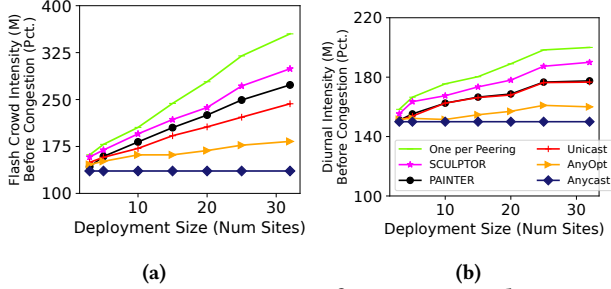 Flash Crowd Intensity (M)
Before Congestion (Pct.)
400
325
250
175
100
10
20
30
Deployment Size (Num Sites)
(a)
Diurnal Intensity (M)
Before Congestion (Pct.)
220
180
140
100
One per Peering
SCULPTOR
PAINTER
Unicast
AnyOpt
Anycast
10
20
30
Deployment Size (Num Sites)
(b)